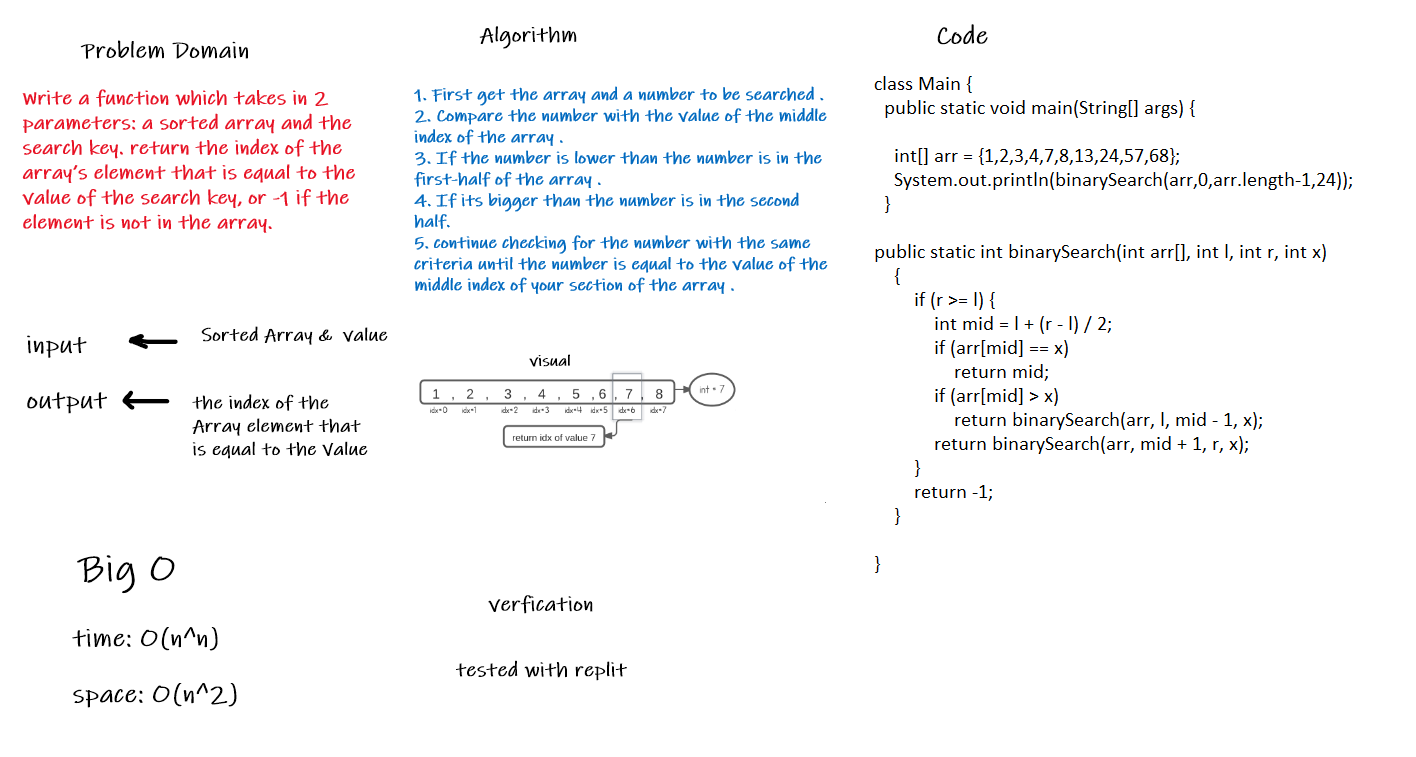 Problem Domain
Write a function which takes in 2
parameters: a sorted array and the
search key. return the index of the
array's element that is equal to the
value of the search key, or -1 if the
element is not in the array.
input
Sorted Array & value
output
the index of the
Array element that
is equal to the Value
Big O
time: O(n^n)
space: O(n^2)
Algorithm
1. First get the array and a number to be searched .
2. Compare the number with the value of the middle
index of the array .
3. If the number is lower than the number is in the
first-half of the array .
4. If its bigger than the number is in the second
half.
5. continue checking for the number with the same
criteria until the number is equal to the value of the
middle index of your section of the array .
visual
1 , 2 , 3 , 4 , 5 , 6 , 7 , 8
int = 7
idx=0 idx=1 idx=2 idx=3 idx=4 idx=5 idx=6 idx=7
return idx of value 7
verfication
tested with replit
Code
class Main {
public static void main(String[] args) {
int[] arr = {1,2,3,4,7,8,13,24,57,68};
System.out.println(binarySearch(arr,0,arr.length-1,24));
}
public static int binarySearch(int arr[], int l, int r, int x)
{
if (r >= l) {
int mid = l + (r - l) / 2;
if (arr[mid] == x)
return mid;
if (arr[mid] > x)
return binarySearch(arr, l, mid - 1, x);
return binarySearch(arr, mid + 1, r, x);
}
return -1;
}
}